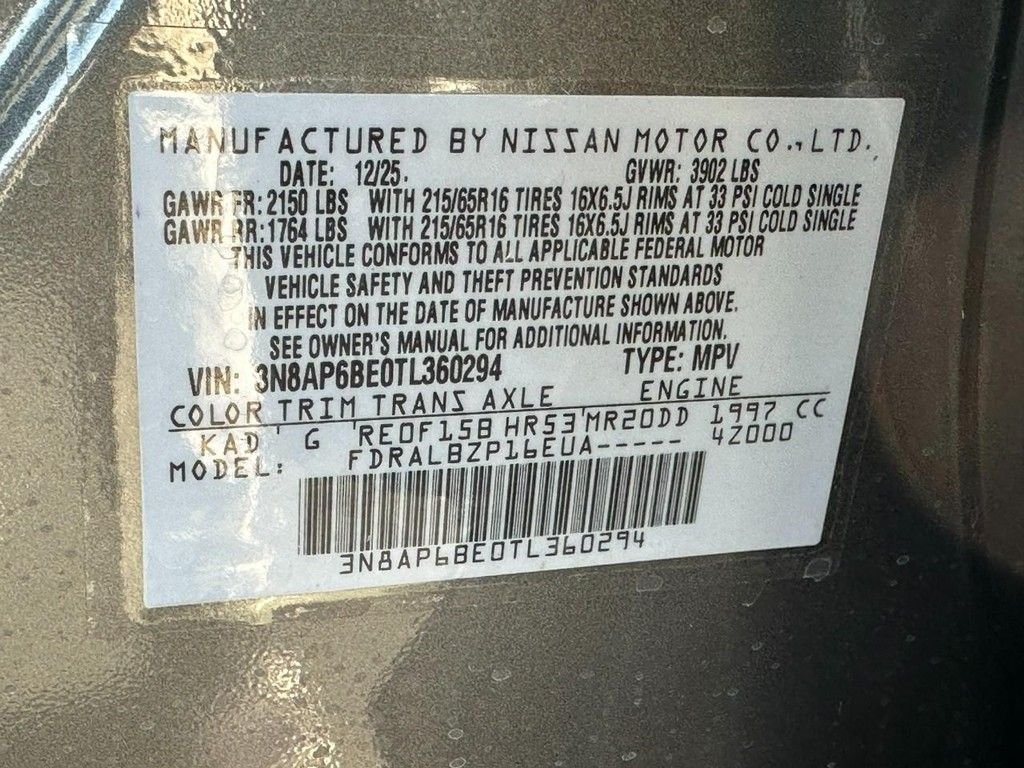 MANUFACTURED BY NISSAN MOTOR CO., LTD.
DATE: 12/25. GVWR: 3902 LBS
GAWR FR: 2150 LBS WITH 215/65R16 TIRES 16X6.5J RIMS AT 33 PSI COLD SINGLE
GAWR RR: 1764 LBS WITH 215/65R16 TIRES 16X6.5J RIMS AT 33 PSI COLD SINGLE
THIS VEHICLE CONFORMS TO ALL APPLICABLE FEDERAL MOTOR
VEHICLE SAFETY AND THEFT PREVENTION STANDARDS
IN EFFECT ON THE DATE OF MANUFACTURE SHOWN ABOVE.
SEE OWNER'S MANUAL FOR ADDITIONAL INFORMATION.
VIN: 3N8AP6BE0TL360294 TYPE: MPV
COLOR TRIM TRANS AXLE ENGINE
KAD G RE0F15B HR53 MR20DD 1997 CC
MODEL: FDRALBZP16EUA----- 4Z000
3N8AP6BE0TL360294